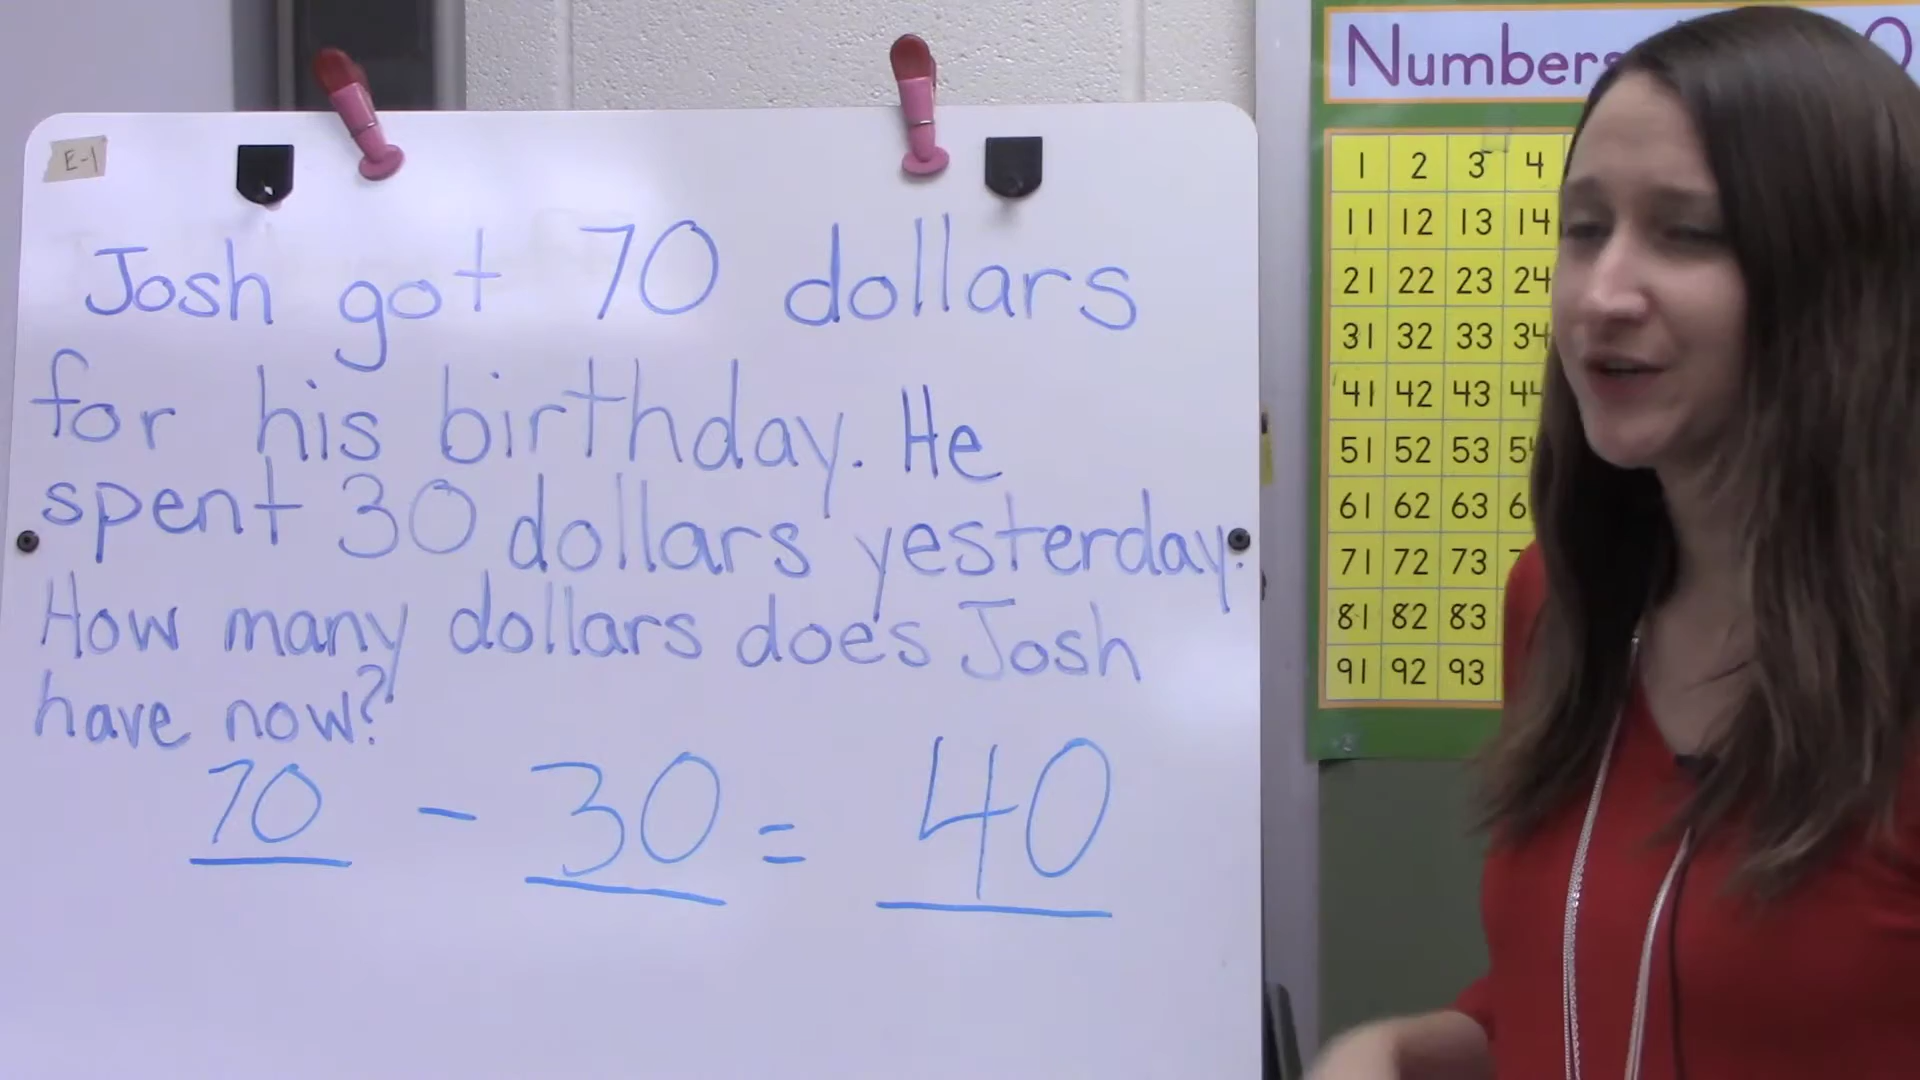 E-1
Josh got 70 dollars
for his birthday. He
spent 30 dollars yesterday.
How many dollars does Josh
have now?
70 - 30 = 40
Numbers
1 2 3 4
11 12 13 14
21 22 23 24
31 32 33 34
41 42 43 44
51 52 53
61 62 63
71 72 73
81 82 83
91 92 93